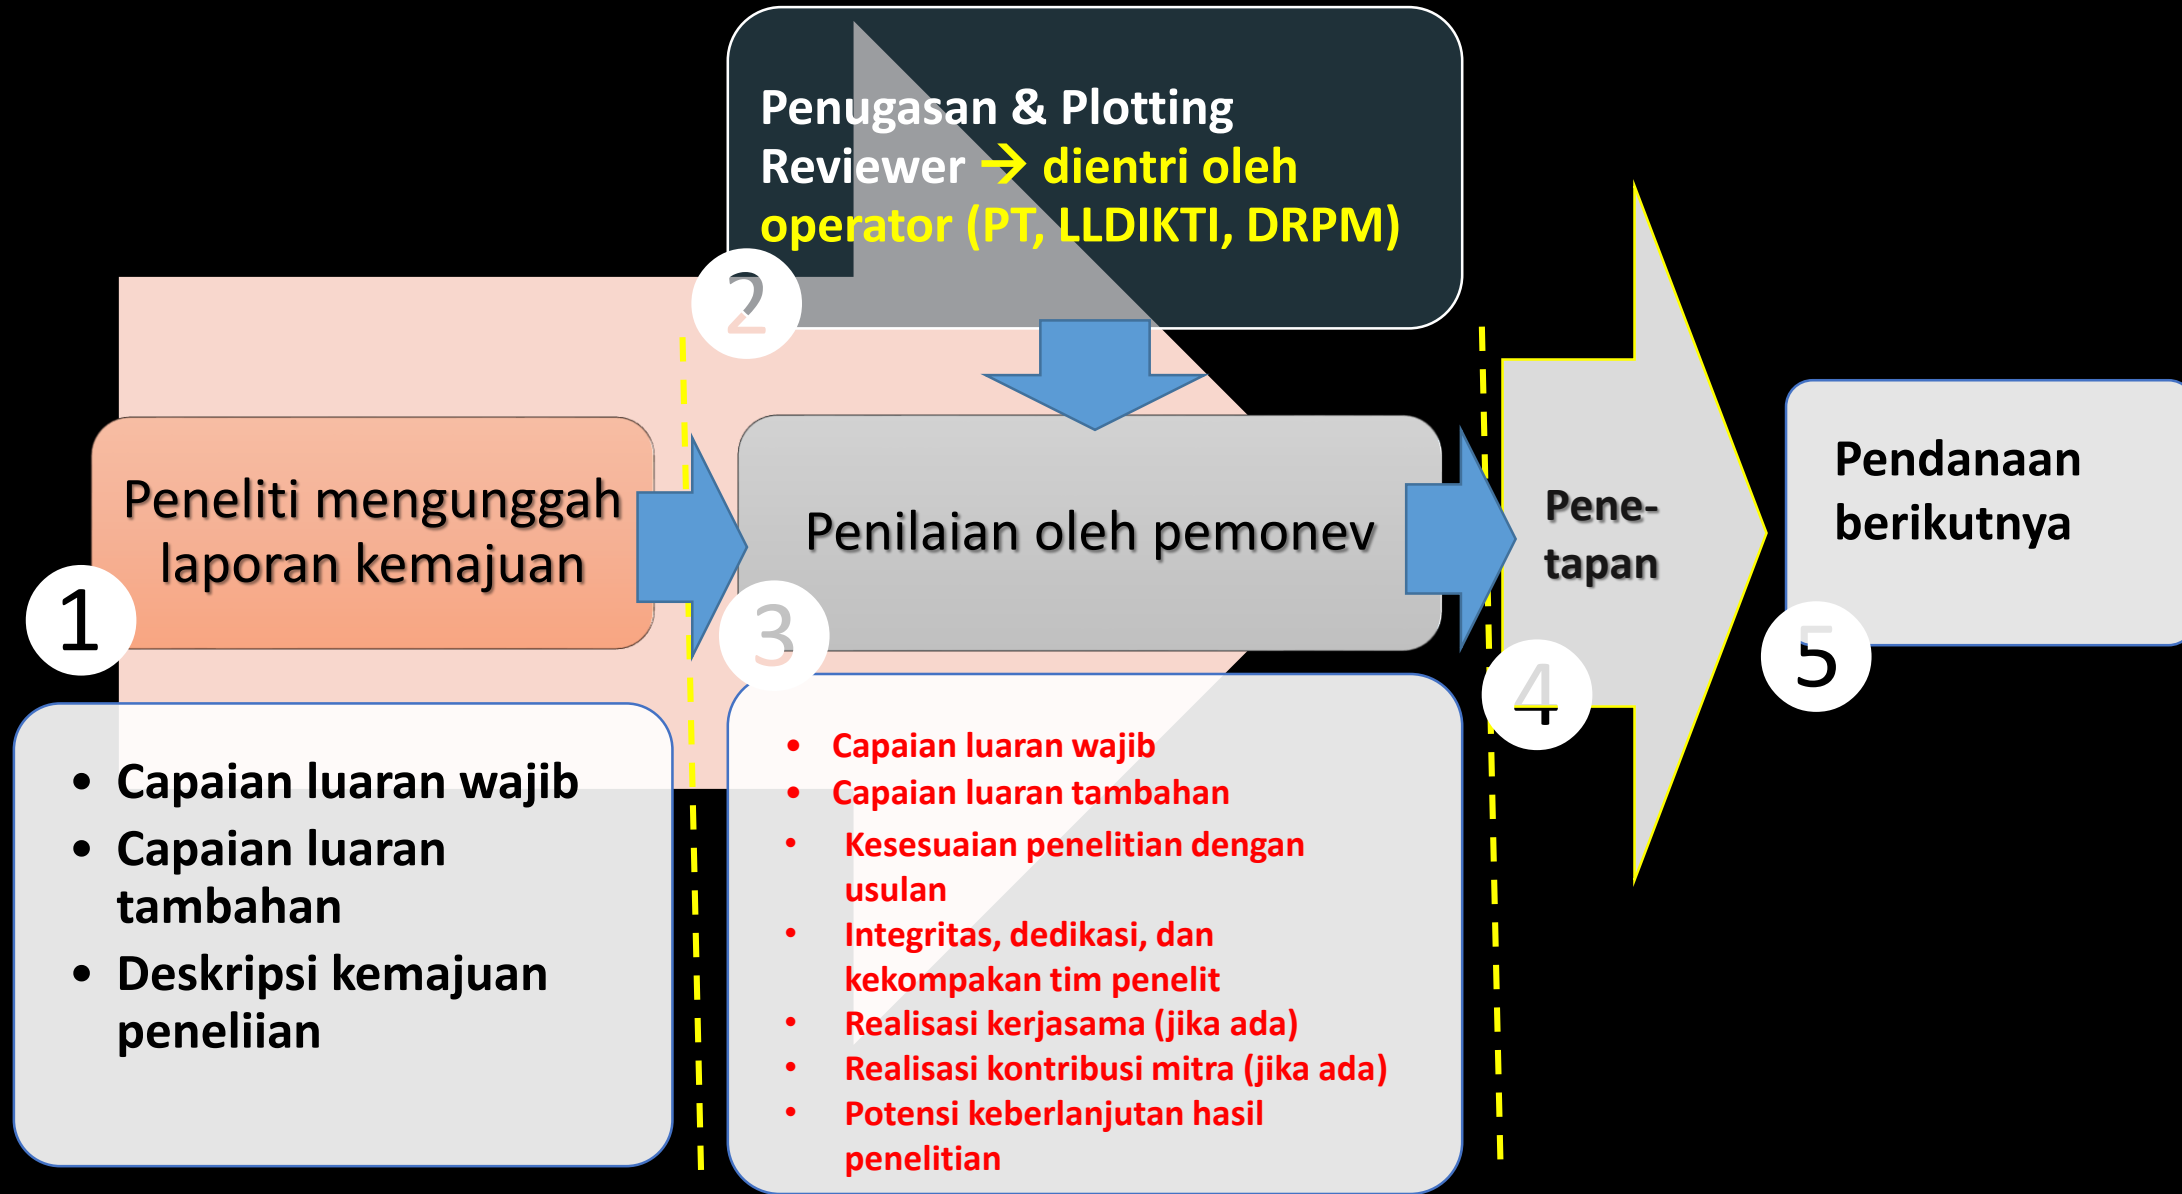 1
Peneliti mengunggah
laporan kemajuan
• Capaian luaran wajib
• Capaian luaran
tambahan
• Deskripsi kemajuan
peneliian
2
Penugasan & Plotting
Reviewer → dientri oleh
operator (PT, LLDIKTI, DRPM)
3
Penilaian oleh pemonev
• Capaian luaran wajib
• Capaian luaran tambahan
• Kesesuaian penelitian dengan
usulan
• Integritas, dedikasi, dan
kekompakan tim penelit
• Realisasi kerjasama (jika ada)
• Realisasi kontribusi mitra (jika ada)
• Potensi keberlanjutan hasil
penelitian
4
Pene-
tapan
5
Pendanaan
berikutnya